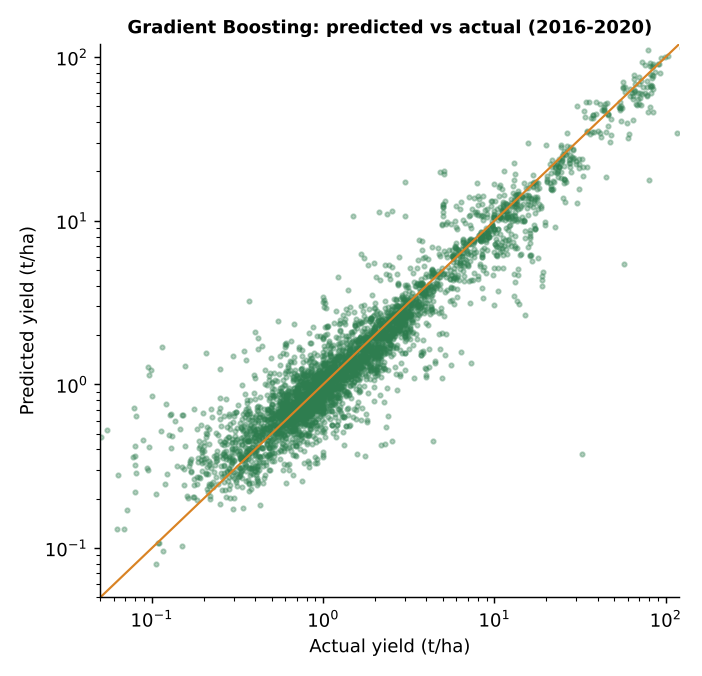 Gradient Boosting: predicted vs actual (2016-2020)
Predicted yield (t/ha)
10²
10¹
10⁰
10⁻¹
10⁻¹
10⁰
10¹
10²
Actual yield (t/ha)